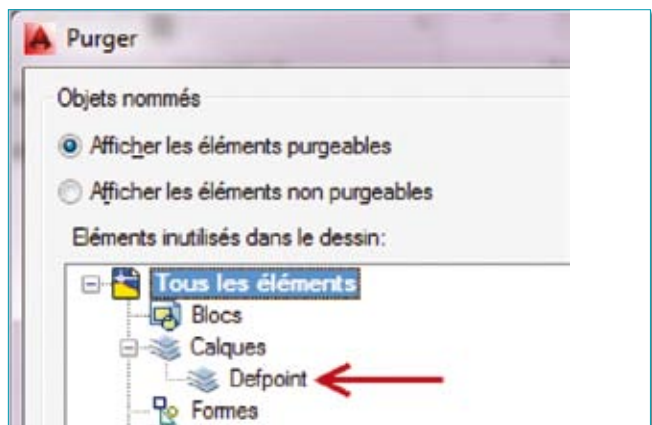 Purger
Objets nommés
Afficher les éléments purgeables
Afficher les éléments non purgeables
Eléments inutilisés dans le dessin:
Tous les éléments
Blocs
Calques
Defpoint
Formes